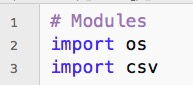 1 # Modules
2 import os
3 import csv